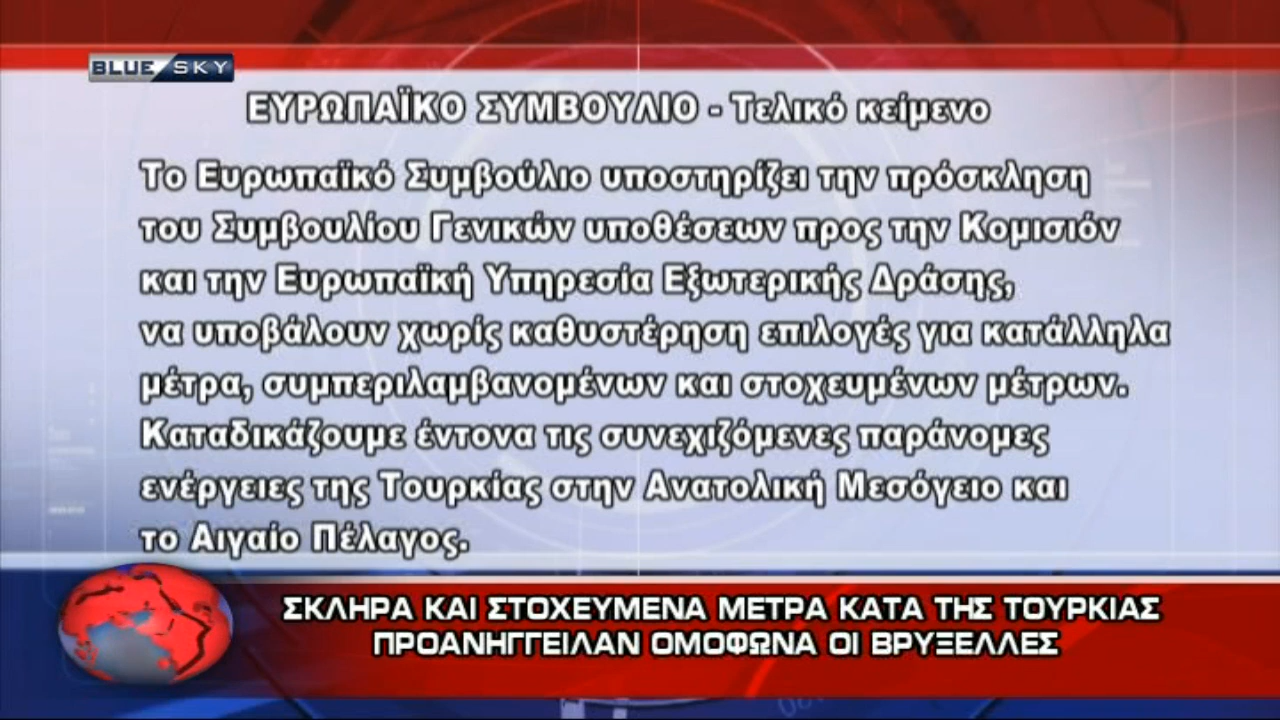 BLUE SKY
ΕΥΡΩΠΑΪΚΟ ΣΥΜΒΟΥΛΙΟ - Τελικό κείμενο
Το Ευρωπαϊκό Συμβούλιο υποστηρίζει την πρόσκληση
του Συμβουλίου Γενικών υποθέσεων προς την Κομισιόν
και την Ευρωπαϊκή Υπηρεσία Εξωτερικής Δράσης,
να υποβάλουν χωρίς καθυστέρηση επιλογές για κατάλληλα
μέτρα, συμπεριλαμβανομένων και στοχευμένων μέτρων.
Καταδικάζουμε έντονα τις συνεχιζόμενες παράνομες
ενέργειες της Τουρκίας στην Ανατολική Μεσόγειο και
το Αιγαίο Πέλαγος.
ΣΚΛΗΡΑ ΚΑΙ ΣΤΟΧΕΥΜΕΝΑ ΜΕΤΡΑ ΚΑΤΑ ΤΗΣ ΤΟΥΡΚΙΑΣ
ΠΡΟΑΝΗΓΓΕΙΛΑΝ ΟΜΟΦΩΝΑ ΟΙ ΒΡΥΞΕΛΛΕΣ